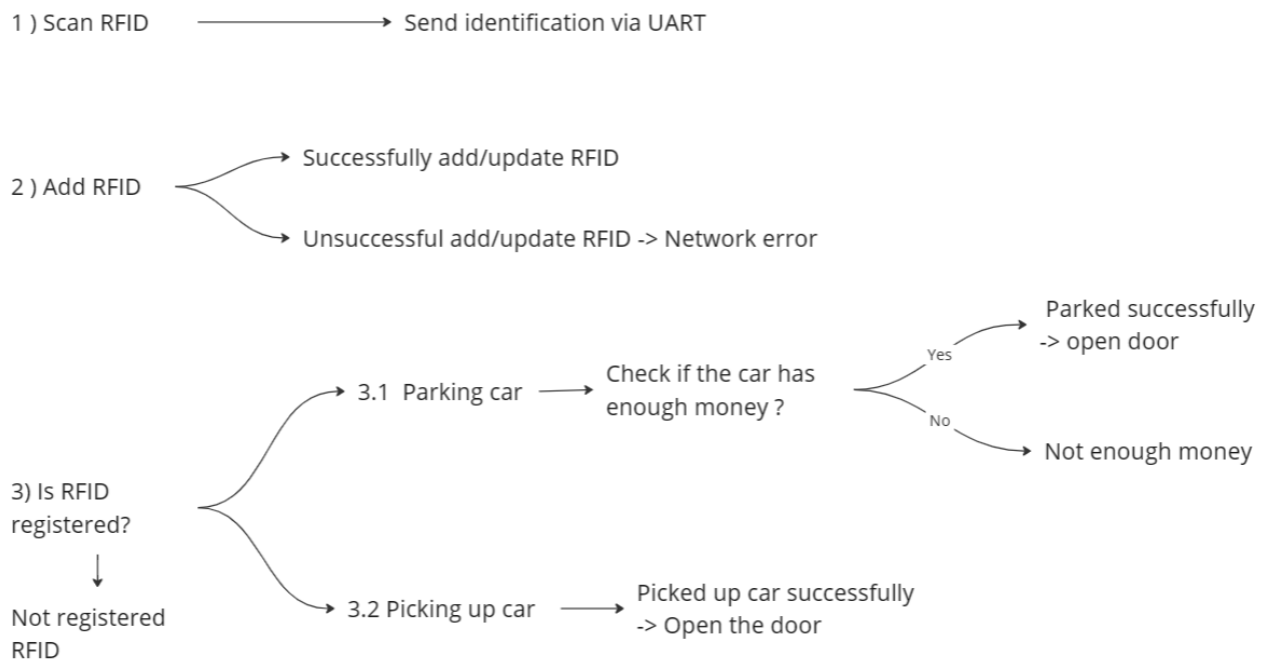 1 ) Scan RFID
Send identification via UART
2 ) Add RFID
Successfully add/update RFID
Unsuccessful add/update RFID -> Network error
3) Is RFID
registered?
Not registered
RFID
3.1 Parking car
Check if the car has
enough money ?
Yes
Parked successfully
-> open door
No
Not enough money
3.2 Picking up car
Picked up car successfully
-> Open the door